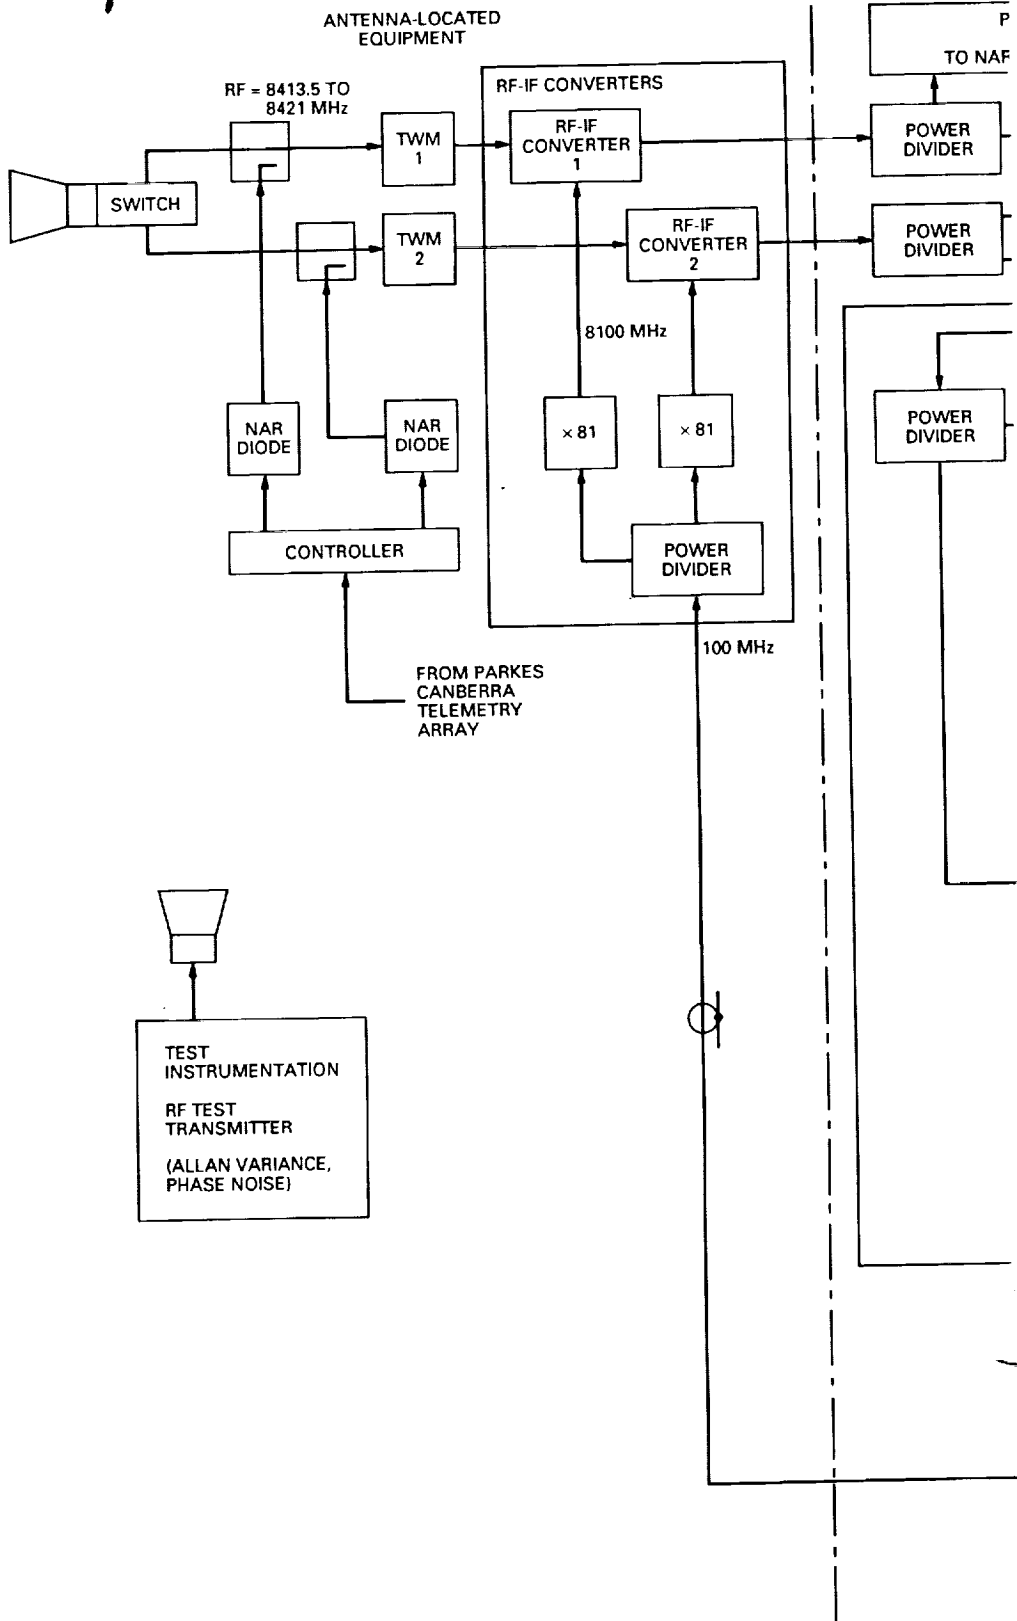 ANTENNA-LOCATED
EQUIPMENT
P
TO NAR
RF = 8413.5 TO
8421 MHz
RF-IF CONVERTERS
TWM
1
RF-IF
CONVERTER
1
POWER
DIVIDER
SWITCH
TWM
2
RF-IF
CONVERTER
2
POWER
DIVIDER
8100 MHz
NAR
DIODE
NAR
DIODE
× 81
× 81
POWER
DIVIDER
CONTROLLER
POWER
DIVIDER
100 MHz
FROM PARKES
CANBERRA
TELEMETRY
ARRAY
TEST
INSTRUMENTATION
RF TEST
TRANSMITTER
(ALLAN VARIANCE,
PHASE NOISE)